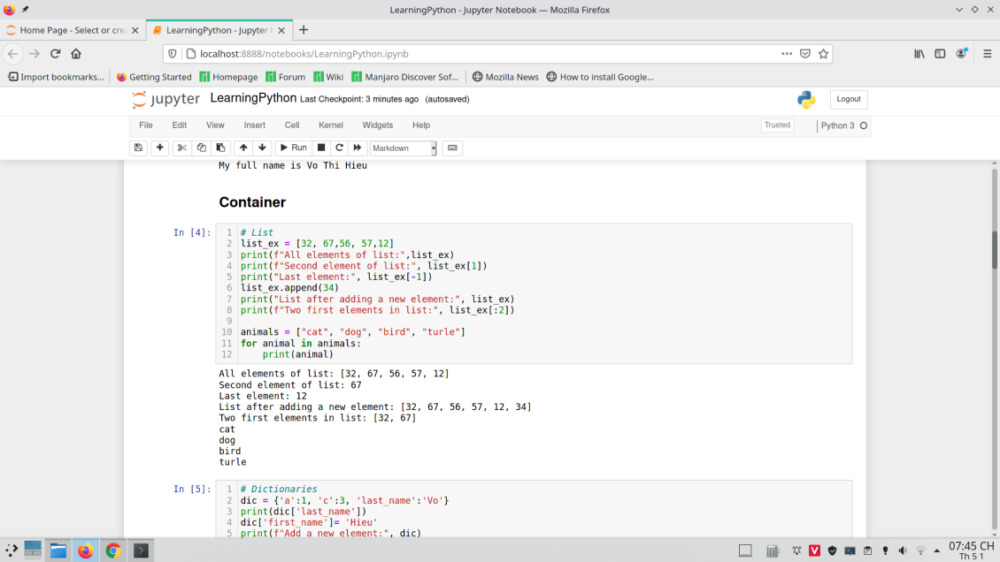 LearningPython - Jupyter Notebook — Mozilla Firefox
Home Page - Select or cre
LearningPython - Jupyter N
localhost:8888/notebooks/LearningPython.ipynb
Import bookmarks...
Getting Started
Homepage
Forum
Wiki
Manjaro Discover Sof...
Mozilla News
How to install Google...
jupyter LearningPython Last Checkpoint: 3 minutes ago (autosaved)
Logout
File Edit View Insert Cell Kernel Widgets Help
Trusted
Python 3
Run
Markdown
My full name is Vo Thi Hieu
Container
In [4]:
1 # List
2 list_ex = [32, 67,56, 57,12]
3 print(f"All elements of list:",list_ex)
4 print(f"Second element of list:", list_ex[1])
5 print("Last element:", list_ex[-1])
6 list_ex.append(34)
7 print("List after adding a new element:", list_ex)
8 print(f"Two first elements in list:", list_ex[:2])
9
10 animals = ["cat", "dog", "bird", "turle"]
11 for animal in animals:
12     print(animal)
All elements of list: [32, 67, 56, 57, 12]
Second element of list: 67
Last element: 12
List after adding a new element: [32, 67, 56, 57, 12, 34]
Two first elements in list: [32, 67]
cat
dog
bird
turle
In [5]:
1 # Dictionaries
2 dic = {'a':1, 'c':3, 'last_name':'Vo'}
3 print(dic['last_name'])
4 dic['first_name']= 'Hieu'
5 print(f"Add a new element:", dic)
07:45 CH
Th 5 1